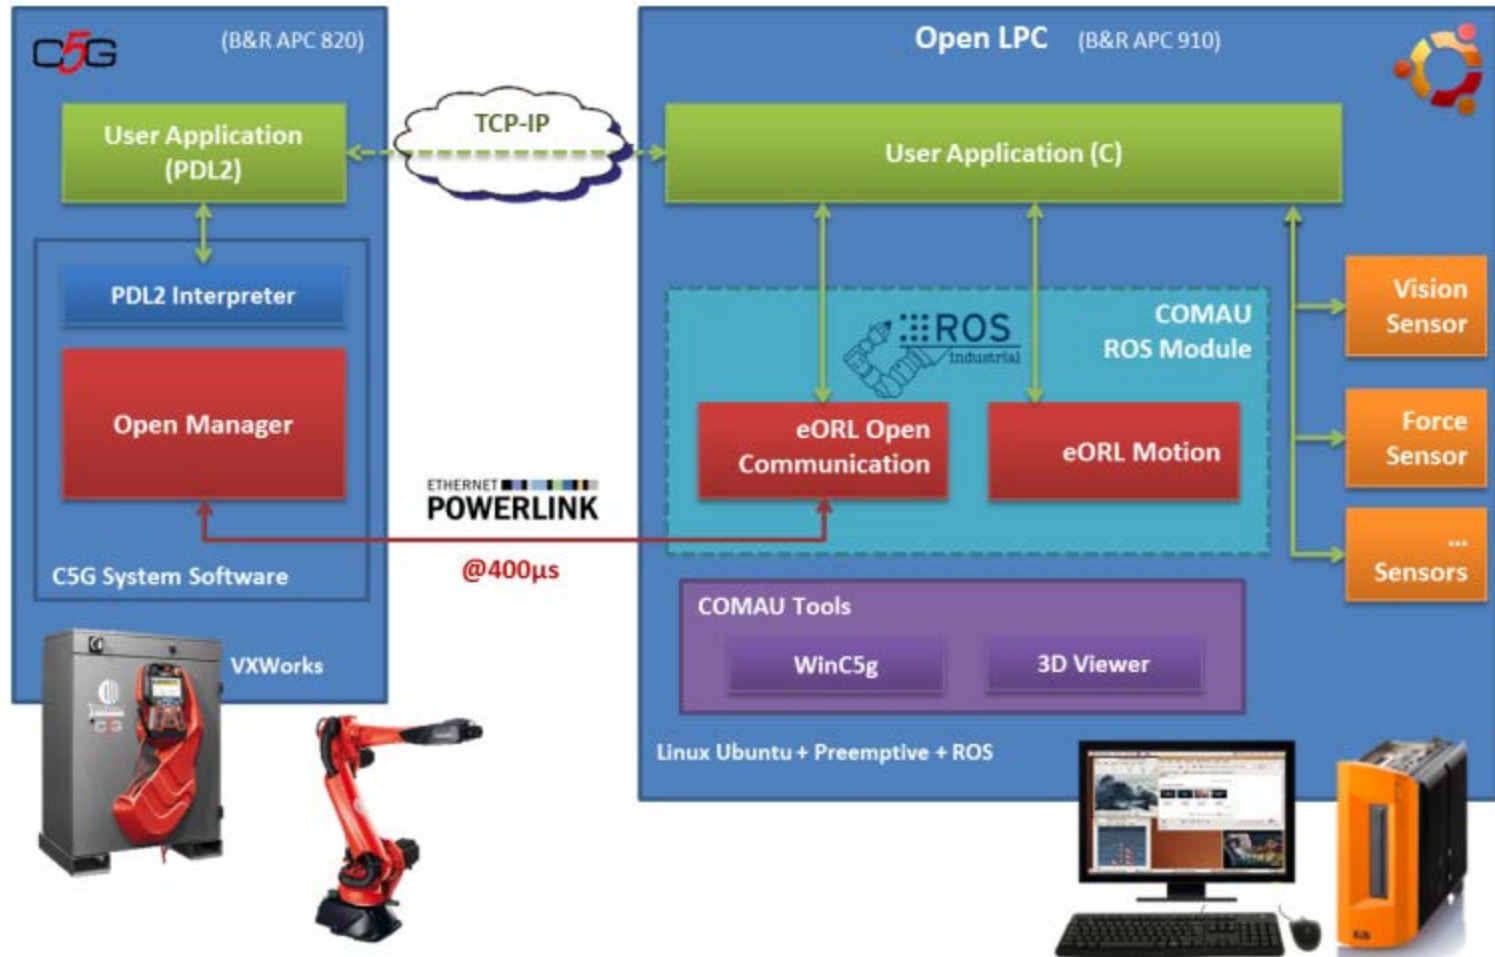 C5G
(B&R APC 820)
User Application
(PDL2)
PDL2 Interpreter
Open Manager
C5G System Software
VXWorks
TCP-IP
ETHERNET
POWERLINK
@400µs
Open LPC (B&R APC 910)
User Application (C)
COMAU
ROS Module
ROS
Industrial
eORL Open
Communication
eORL Motion
Vision
Sensor
Force
Sensor
...
Sensors
COMAU Tools
WinC5g
3D Viewer
Linux Ubuntu + Preemptive + ROS
C5G